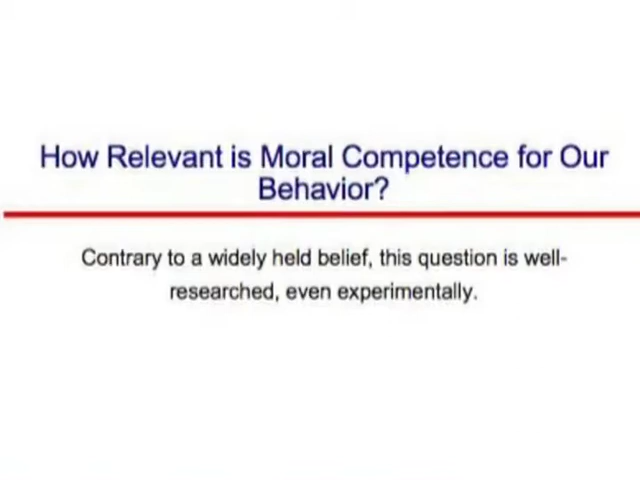 How Relevant is Moral Competence for Our
Behavior?
Contrary to a widely held belief, this question is well-
researched, even experimentally.